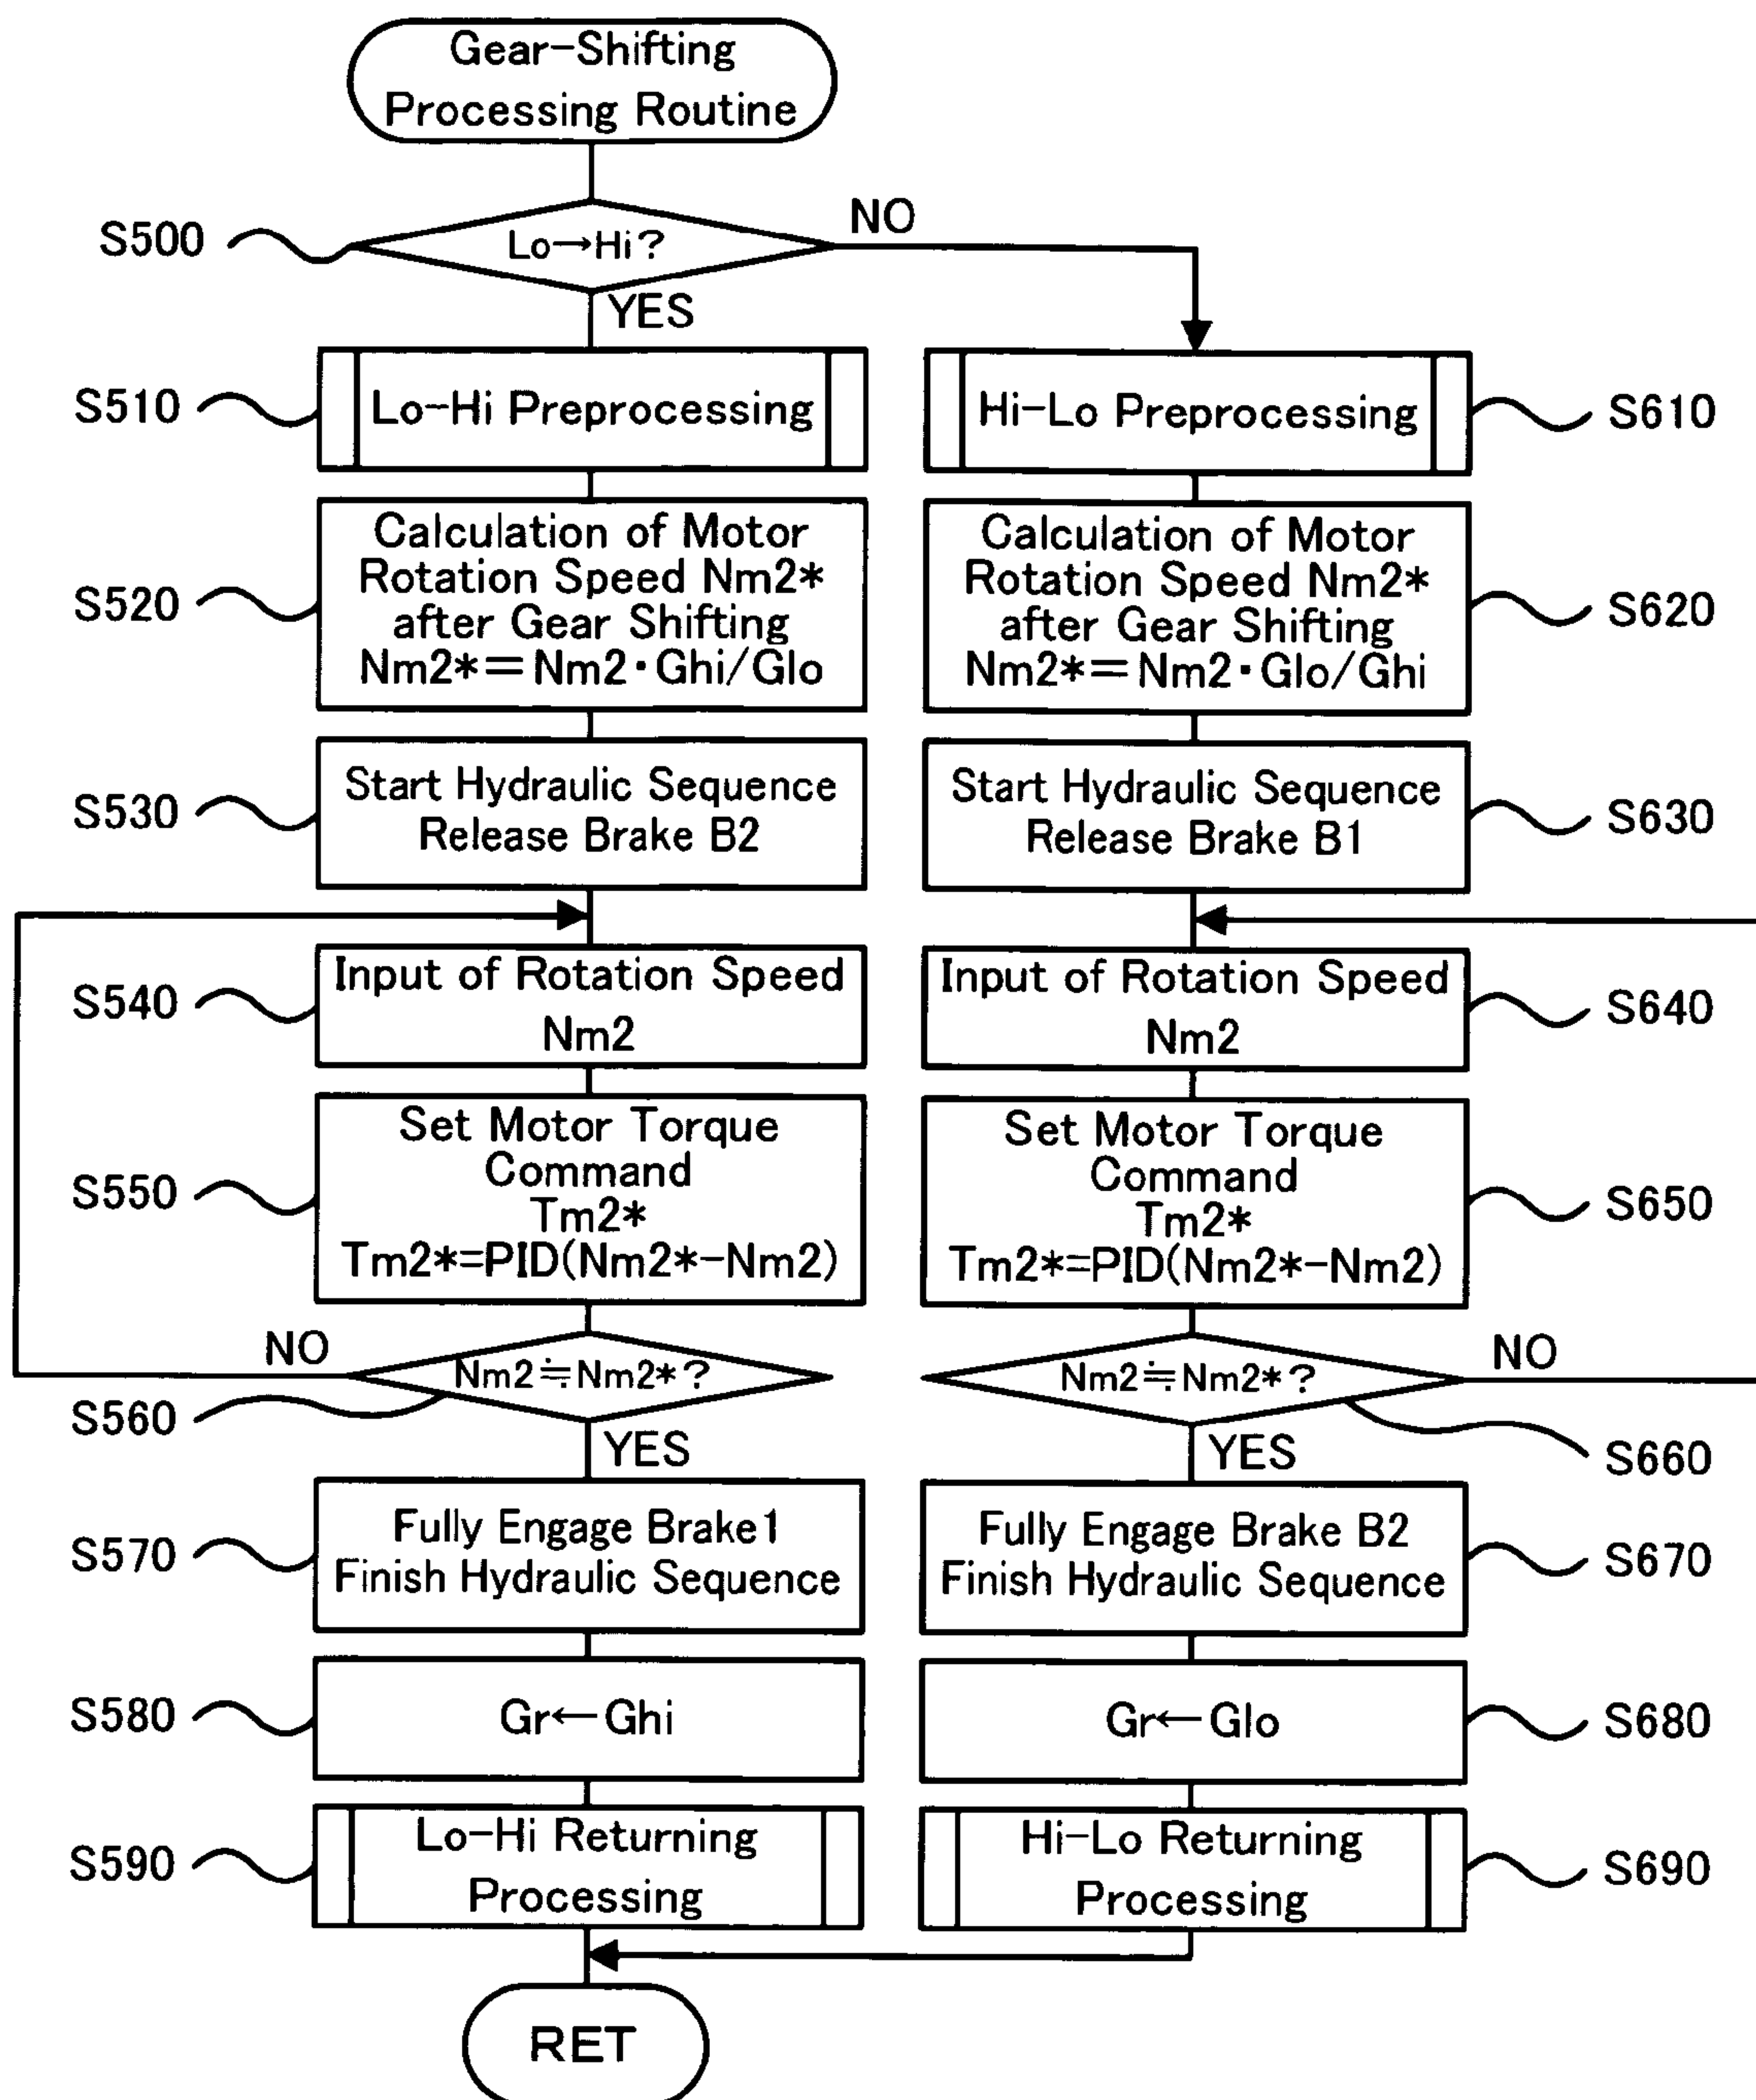 Gear-Shifting
Processing Routine
S500
Lo→Hi?
NO
YES
S510
Lo-Hi Preprocessing
S520
Calculation of Motor
Rotation Speed Nm2*
after Gear Shifting
Nm2*=Nm2・Ghi/Glo
S530
Start Hydraulic Sequence
Release Brake B2
S540
Input of Rotation Speed
Nm2
S550
Set Motor Torque
Command
Tm2*
Tm2*=PID(Nm2*-Nm2)
NO
Nm2≒Nm2*?
S560
YES
S570
Fully Engage Brake1
Finish Hydraulic Sequence
S580
Gr←Ghi
S590
Lo-Hi Returning
Processing
Hi-Lo Preprocessing
S610
Calculation of Motor
Rotation Speed Nm2*
after Gear Shifting
Nm2*=Nm2・Glo/Ghi
S620
Start Hydraulic Sequence
Release Brake B1
S630
Input of Rotation Speed
Nm2
S640
Set Motor Torque
Command
Tm2*
Tm2*=PID(Nm2*-Nm2)
S650
Nm2≒Nm2*?
NO
S660
YES
Fully Engage Brake B2
Finish Hydraulic Sequence
S670
Gr←Glo
S680
Hi-Lo Returning
Processing
S690
RET